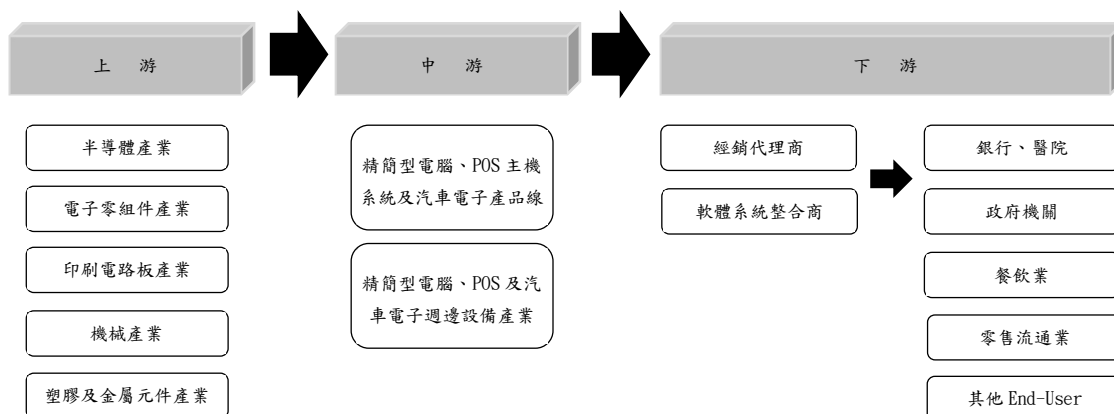 上 游
中 游
下 游
半導體產業
電子零組件產業
印刷電路板產業
機械產業
塑膠及金屬元件產業
精簡型電腦、POS 主機
系統及汽車電子產品線
精簡型電腦、POS 及汽
車電子週邊設備產業
經銷代理商
軟體系統整合商
銀行、醫院
政府機關
餐飲業
零售流通業
其他 End-User